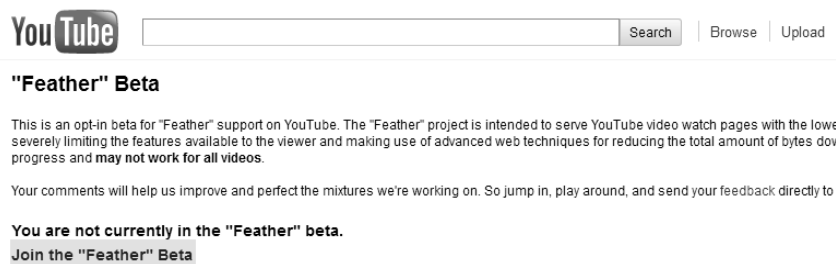 YouTube Search Browse Upload
"Feather" Beta
This is an opt-in beta for "Feather" support on YouTube. The "Feather" project is intended to serve YouTube video watch pages with the lowe
severely limiting the features available to the viewer and making use of advanced web techniques for reducing the total amount of bytes dow
progress and may not work for all videos.
Your comments will help us improve and perfect the mixtures we're working on. So jump in, play around, and send your feedback directly to
You are not currently in the "Feather" beta.
Join the "Feather" Beta